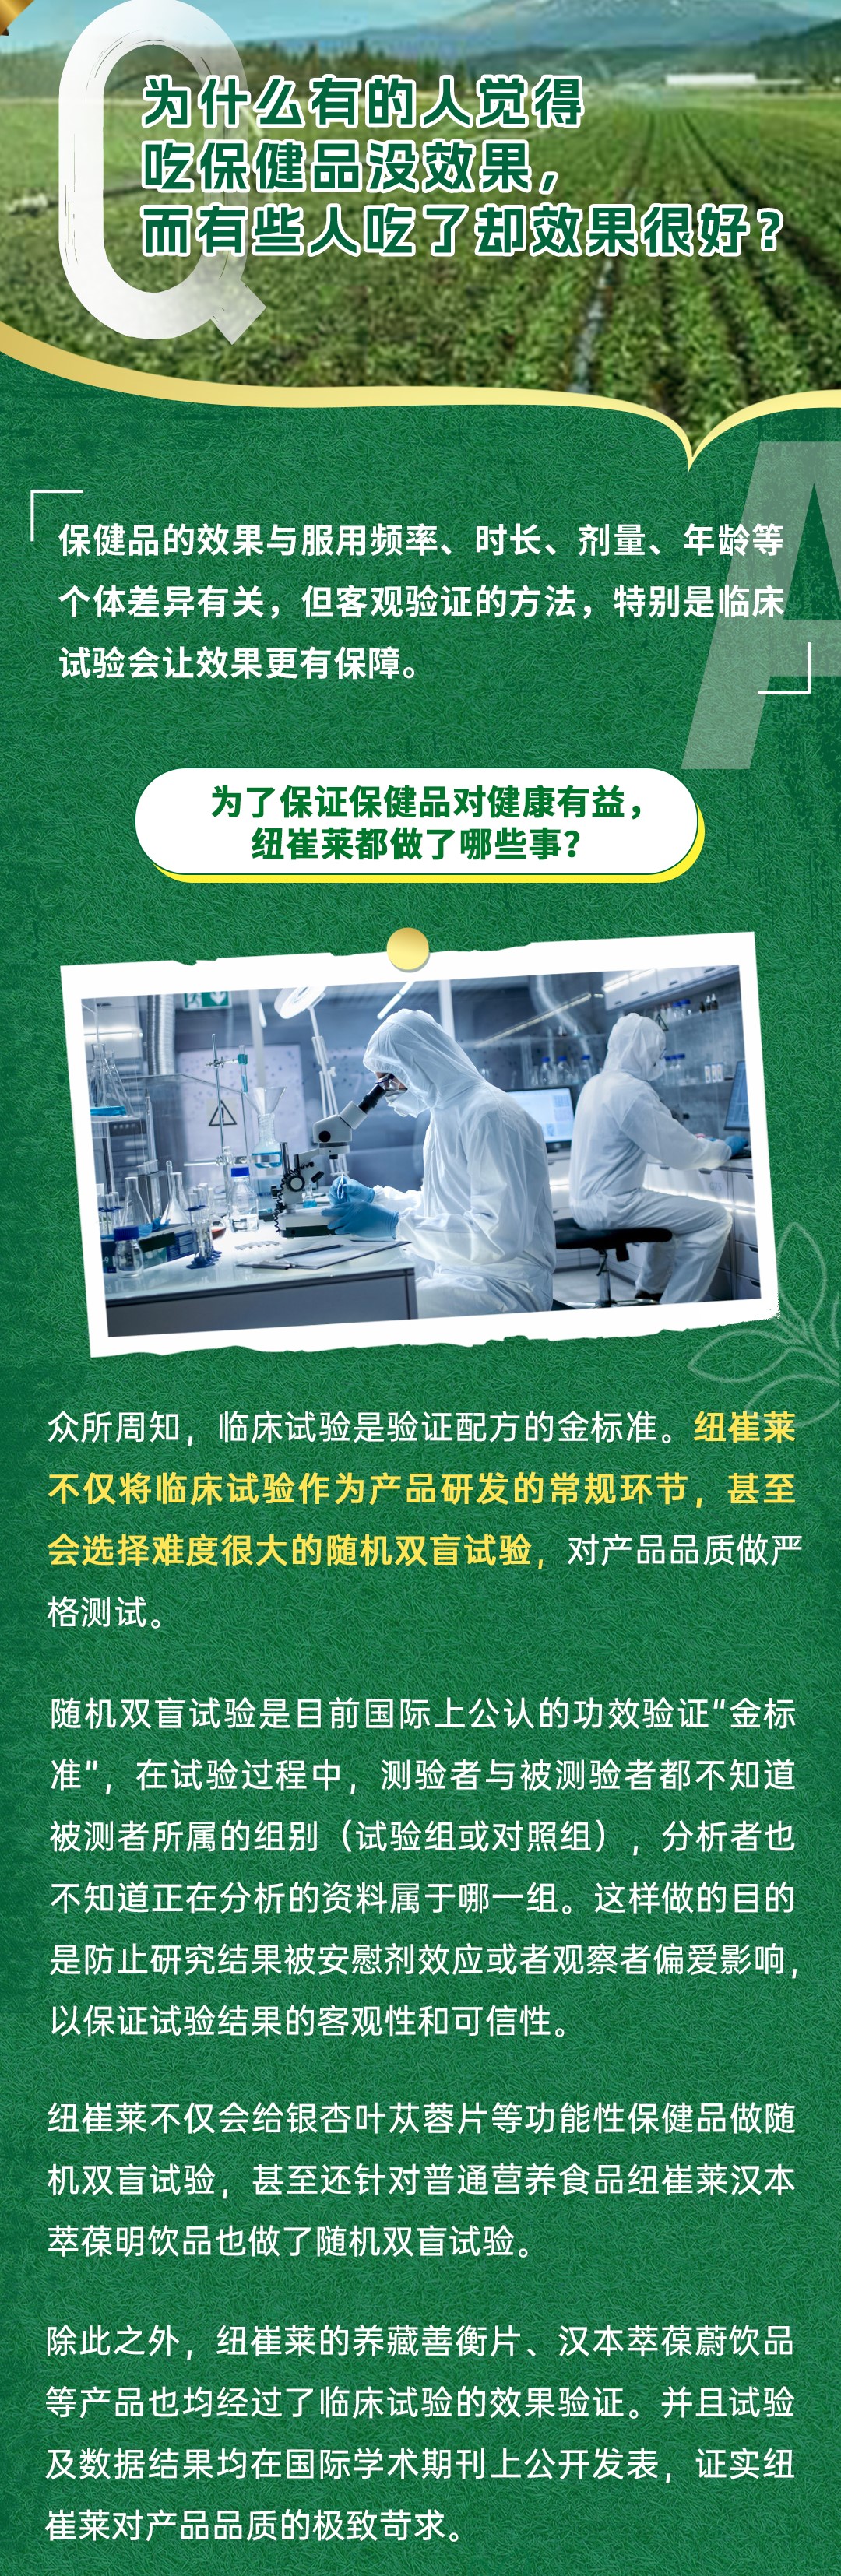 Q
为什么有的人觉得
吃保健品没效果，
而有些人吃了却效果很好？
A
保健品的效果与服用频率、时长、剂量、年龄等
个体差异有关，但客观验证的方法，特别是临床
试验会让效果更有保障。
为了保证保健品对健康有益，
纽崔莱都做了哪些事？
众所周知，临床试验是验证配方的金标准。纽崔莱
不仅将临床试验作为产品研发的常规环节，甚至
会选择难度很大的随机双盲试验，对产品品质做严
格测试。
随机双盲试验是目前国际上公认的功效验证“金标
准”，在试验过程中，测验者与被测验者都不知道
被测者所属的组别（试验组或对照组），分析者也
不知道正在分析的资料属于哪一组。这样做的目的
是防止研究结果被安慰剂效应或者观察者偏爱影响，
以保证试验结果的客观性和可信性。
纽崔莱不仅会给银杏叶苁蓉片等功能性保健品做随
机双盲试验，甚至还针对普通营养食品纽崔莱汉本
萃葆明饮品也做了随机双盲试验。
除此之外，纽崔莱的养藏善衡片、汉本萃葆蔚饮品
等产品也均经过了临床试验的效果验证。并且试验
及数据结果均在国际学术期刊上公开发表，证实纽
崔莱对产品品质的极致苛求。